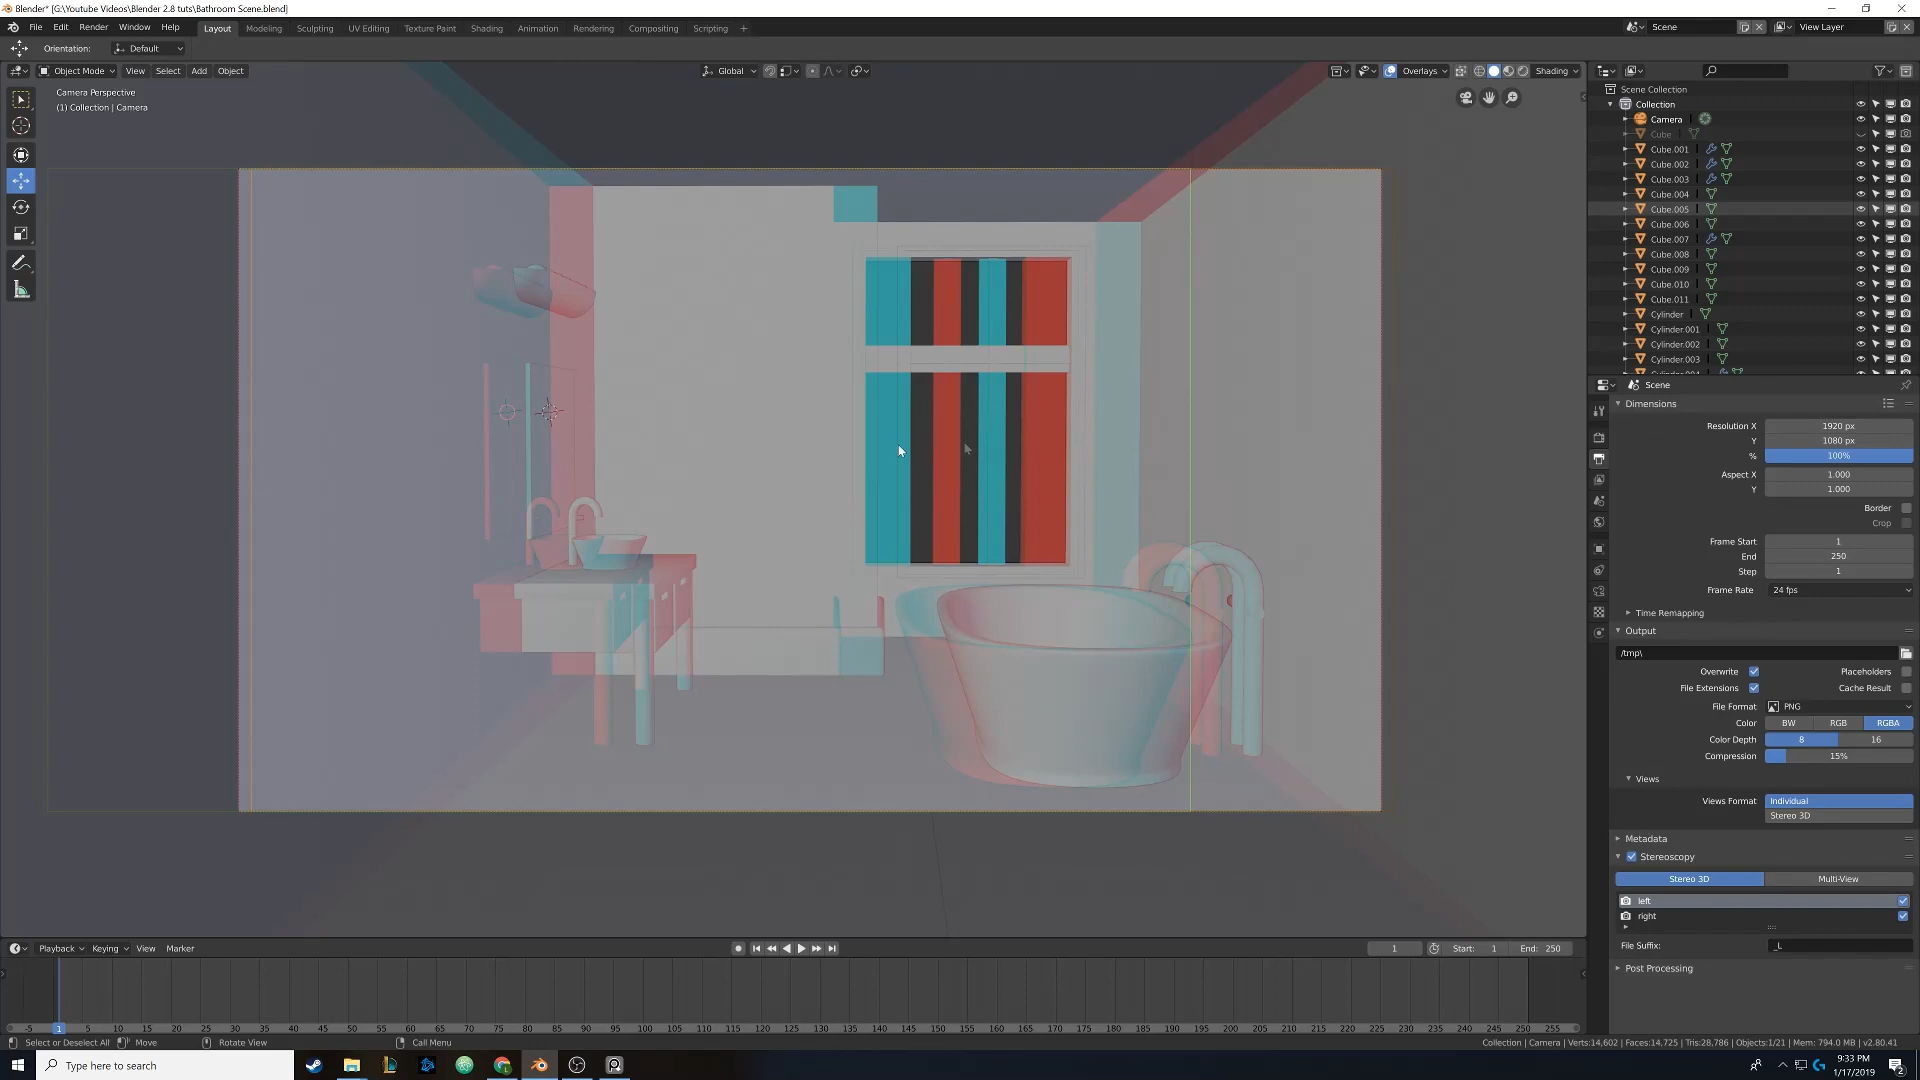 Blender* [G:\Youtube Videos\Blender 2.8 tuts\Bathroom Scene.blend]
File Edit Render Window Help Layout Modeling Sculpting UV Editing Texture Paint Shading Animation Rendering Compositing Scripting + Scene View Layer
Orientation: Default
Object Mode View Select Add Object Global Overlays Shading
Camera Perspective
(1) Collection | Camera
Scene Collection
Collection
Camera
Cube
Cube.001
Cube.002
Cube.003
Cube.004
Cube.005
Cube.006
Cube.007
Cube.008
Cube.009
Cube.010
Cube.011
Cylinder
Cylinder.001
Cylinder.002
Cylinder.003
Cylinder.004
Scene
Dimensions
Resolution X 1920 px
Y 1080 px
% 100%
Aspect X 1.000
Y 1.000
Border
Crop
Frame Start 1
End 250
Step 1
Frame Rate 24 fps
Time Remapping
Output
/tmp\
Overwrite Placeholders
File Extensions Cache Result
File Format PNG
Color BW RGB RGBA
Color Depth 8 16
Compression 15%
Views
Views Format Individual
Stereo 3D
Metadata
Stereoscopy
Stereo 3D Multi-View
left
right
File Suffix: _L
Post Processing
Playback Keying View Marker 1 Start: 1 End: 250
-5 1 5 10 15 20 25 30 35 40 45 50 55 60 65 70 75 80 85 90 95 100 105 110 115 120 125 130 135 140 145 150 155 160 165 170 175 180 185 190 195 200 205 210 215 220 225 230 235 240 245 250 255
Select or Deselect All Move Rotate View Call Menu Collection | Camera | Verts:14,602 | Faces:14,725 | Tris:28,786 | Objects:1/21 | Mem: 794.0 MB | v2.80.41
Type here to search
9:33 PM
1/17/2019
2